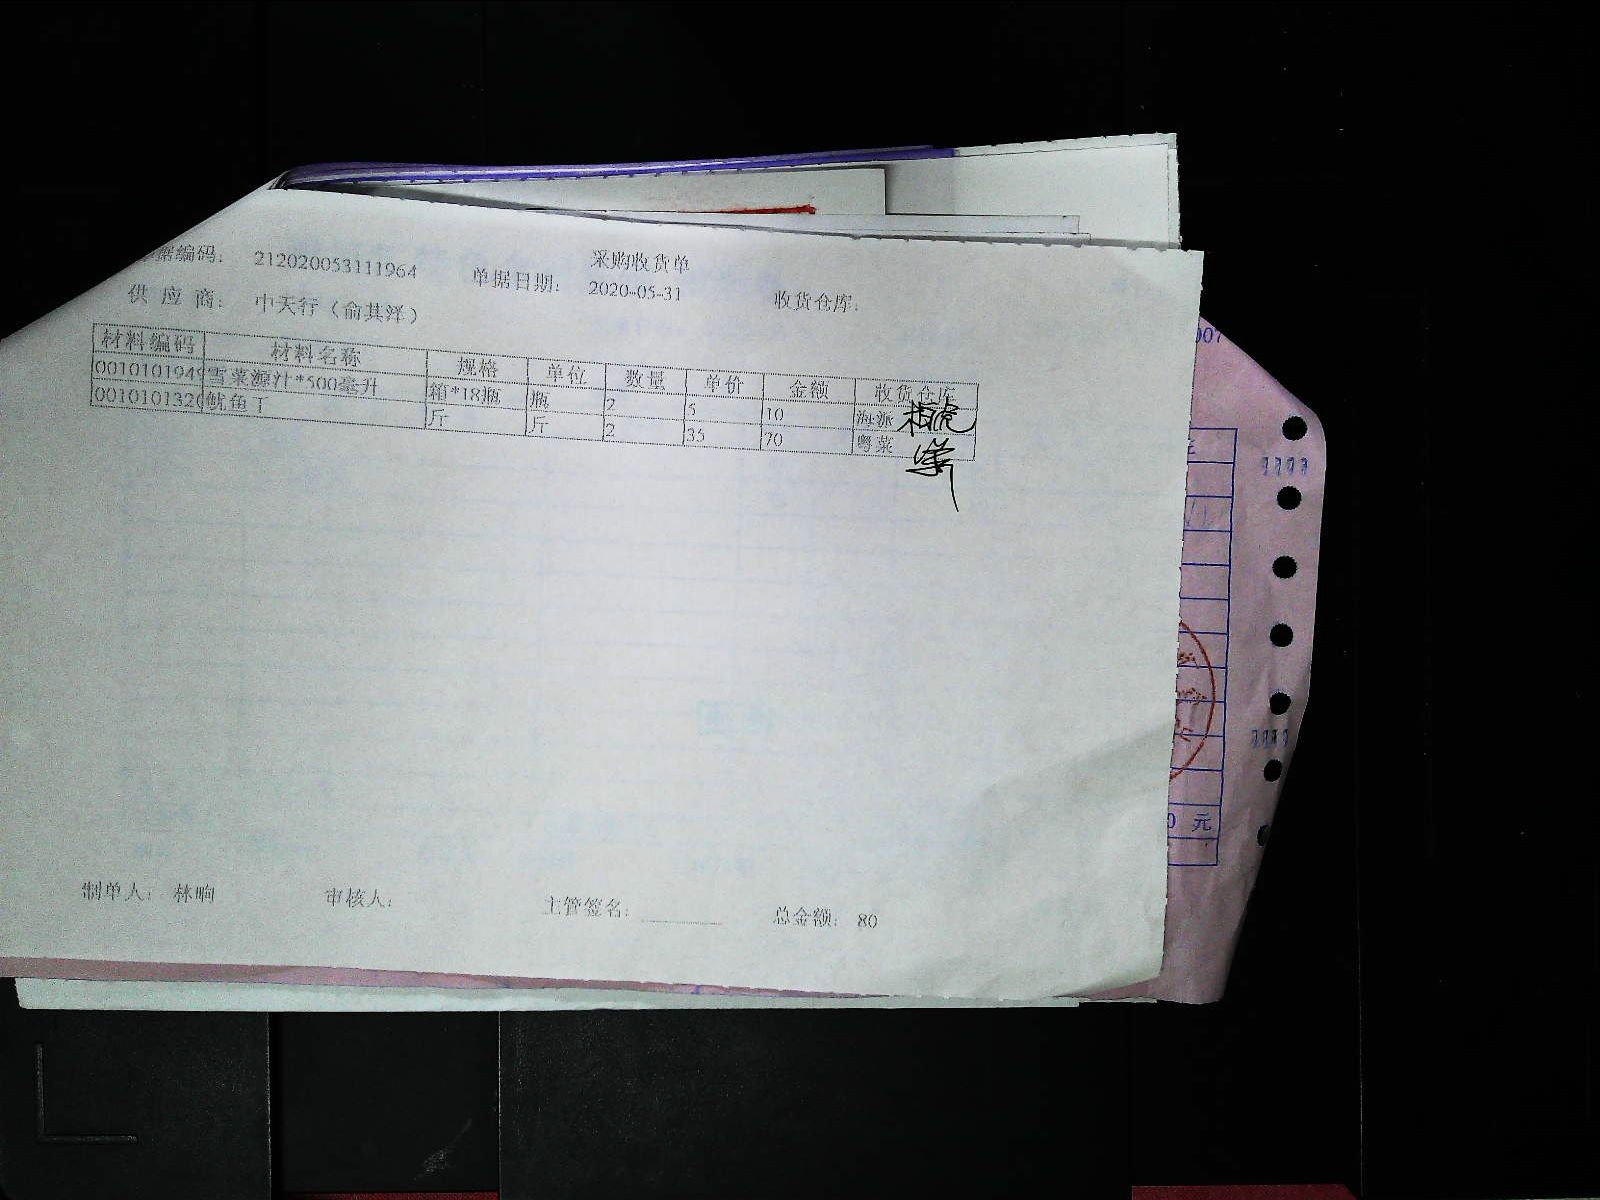 采购收货单
据编码: 212020053111964 单据日期: 2020-05-31 收货仓库:
供应商: 中天行（俞其洋）
材料编码 材料名称 规格 单位 数量 单价 金额 收货仓库
0010101949 雪菜源汁*500毫升 箱*18瓶 瓶 2 5 10 海派
001010132 鱿鱼丁 斤 斤 2 35 70 粤菜
制单人: 林晌 审核人: 主管签名: 总金额: 80
007
0 元